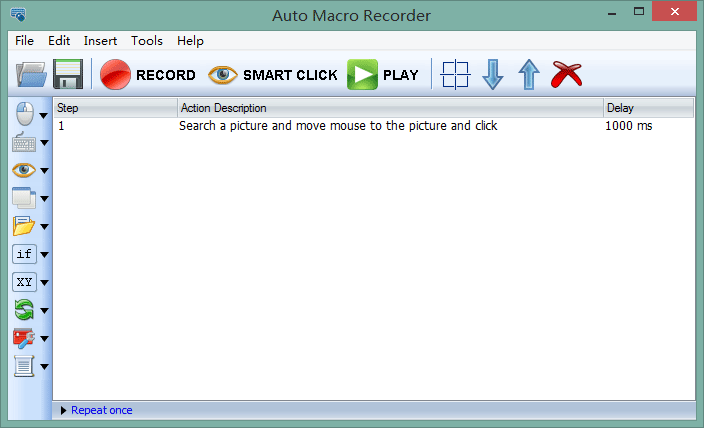 Auto Macro Recorder
File Edit Insert Tools Help
RECORD SMART CLICK PLAY
Step Action Description Delay
1 Search a picture and move mouse to the picture and click 1000 ms
if
XY
Repeat once